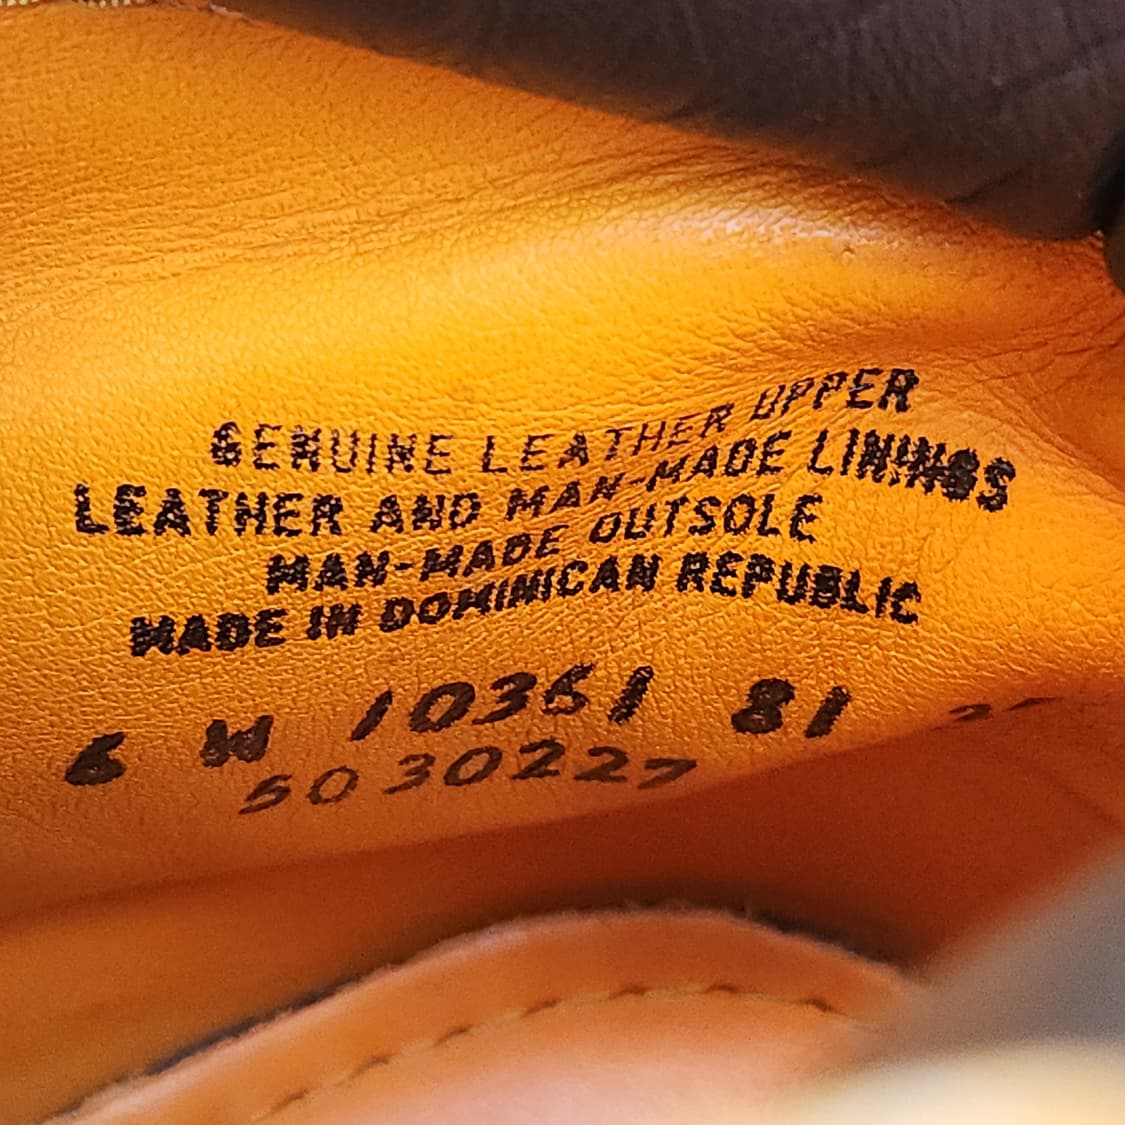 GENUINE LEATHER UPPER
LEATHER AND MAN-MADE LININGS
MAN-MADE OUTSOLE
MADE IN DOMINICAN REPUBLIC
6 W 10361 81
5030227